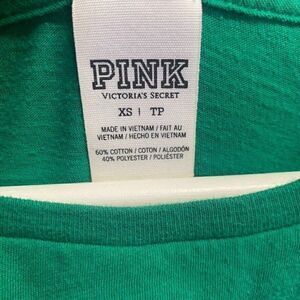 PINK
VICTORIA'S SECRET
XS | TP
MADE IN VIETNAM / FAIT AU
VIETNAM / HECHO EN VIETNAM
60% COTTON / COTON / ALGODÓN
40% POLYESTER / POLIÉSTER